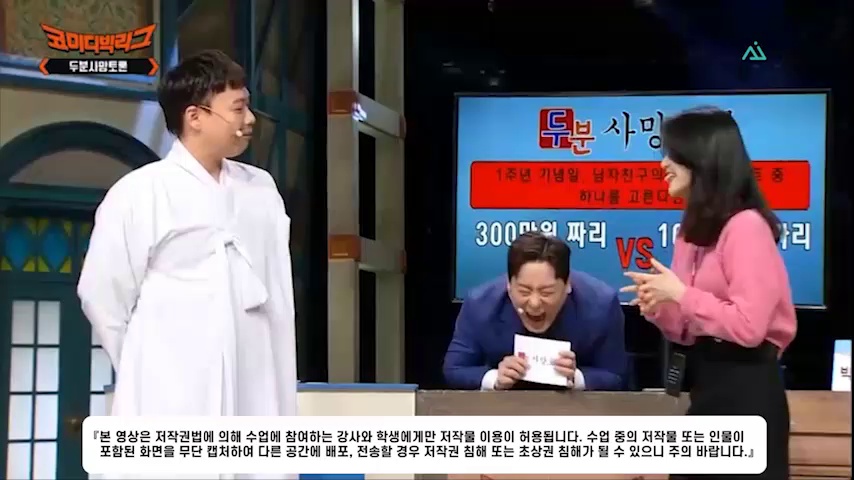 코미디빅리그
두분사망토론
두분 사망
1주년 기념일, 남자친구의 중
하나를 고른다면
300만원 짜리 VS 짜리
사망
『본 영상은 저작권법에 의해 수업에 참여하는 강사와 학생에게만 저작물 이용이 허용됩니다. 수업 중의 저작물 또는 인물이
포함된 화면을 무단 캡처하여 다른 공간에 배포, 전송할 경우 저작권 침해 또는 초상권 침해가 될 수 있으니 주의 바랍니다.』